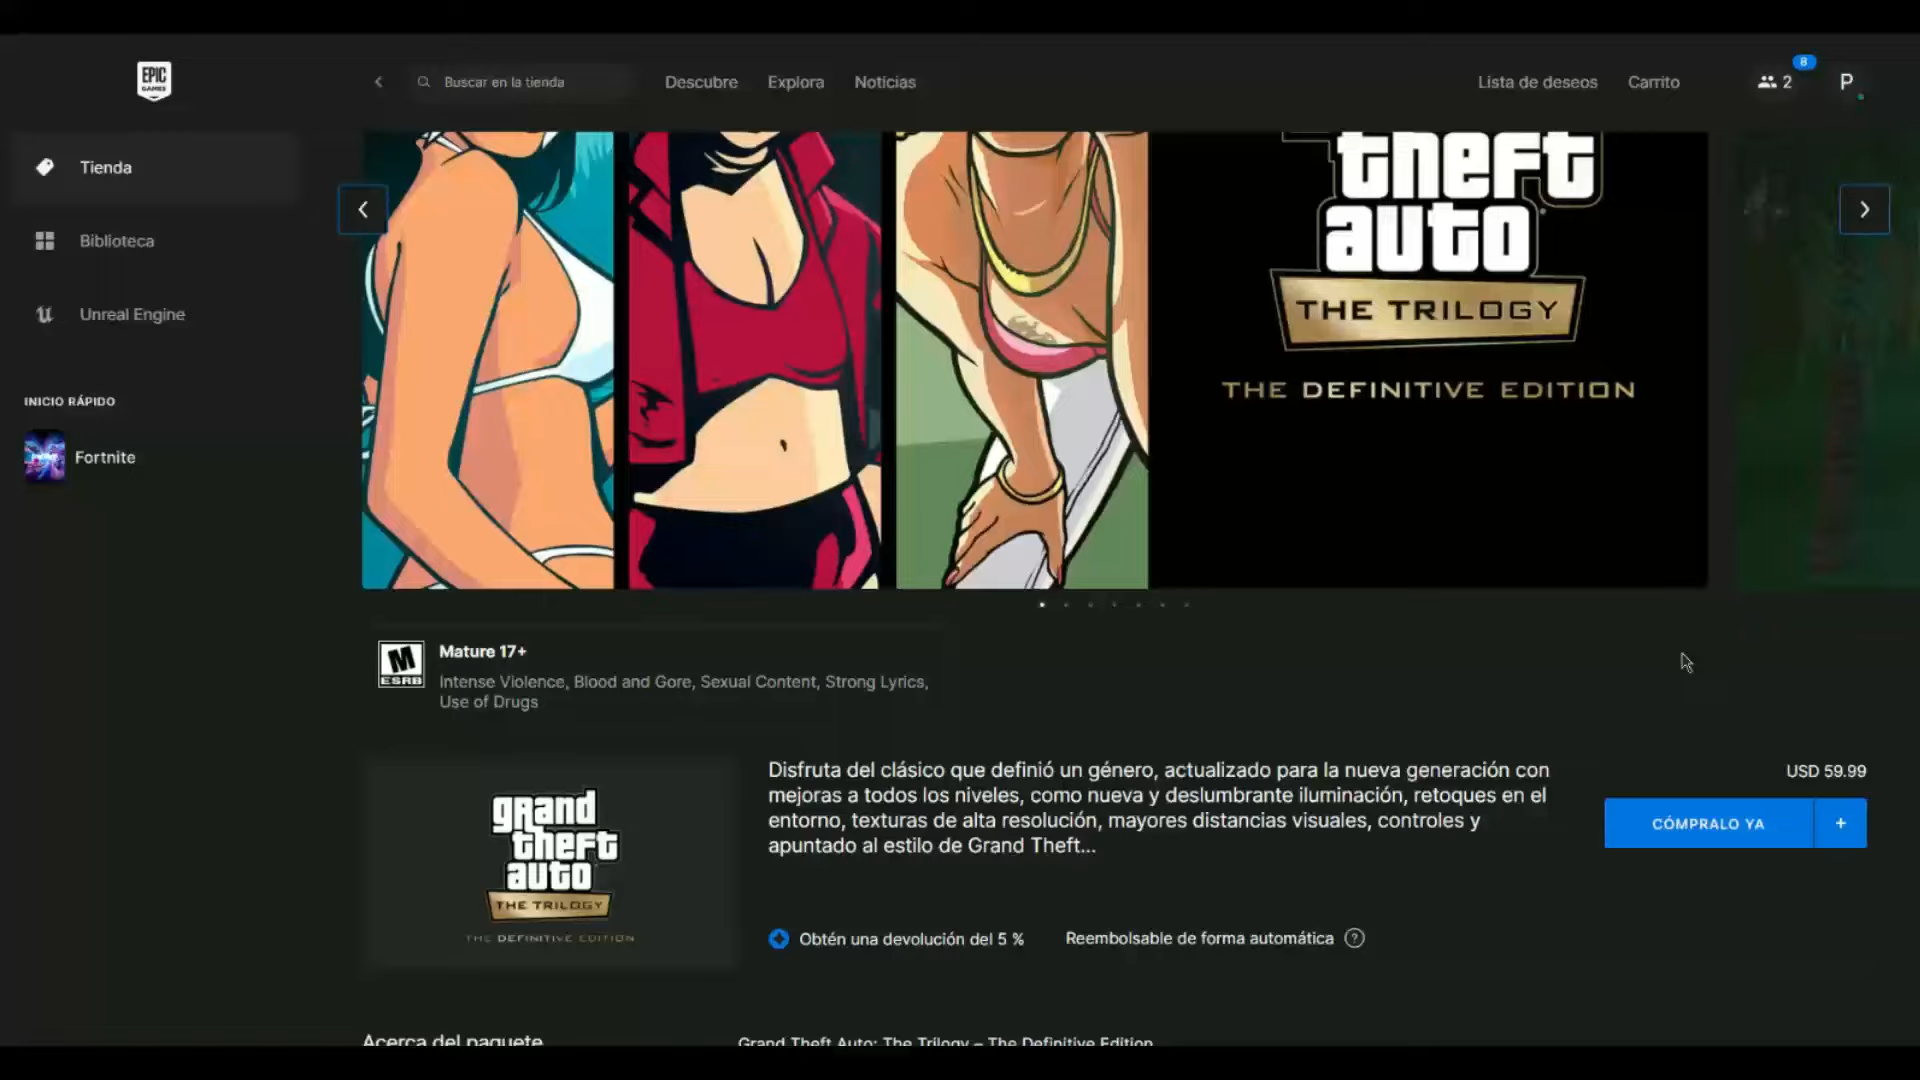 EPIC
GAMES
Buscar en la tienda
Descubre
Explora
Noticias
Lista de deseos
Carrito
2
8
P
Tienda
Biblioteca
Unreal Engine
INICIO RÁPIDO
Fortnite
theft
auto
THE TRILOGY
THE DEFINITIVE EDITION
M
ESRB
Mature 17+
Intense Violence, Blood and Gore, Sexual Content, Strong Lyrics,
Use of Drugs
grand
theft
auto
THE TRILOGY
THE DEFINITIVE EDITION
Disfruta del clásico que definió un género, actualizado para la nueva generación con
mejoras a todos los niveles, como nueva y deslumbrante iluminación, retoques en el
entorno, texturas de alta resolución, mayores distancias visuales, controles y
apuntado al estilo de Grand Theft...
USD 59.99
CÓMPRALO YA
+
Obtén una devolución del 5 %
Reembolsable de forma automática ?
Acerca del paquete
Grand Theft Auto: The Trilogy – The Definitive Edition